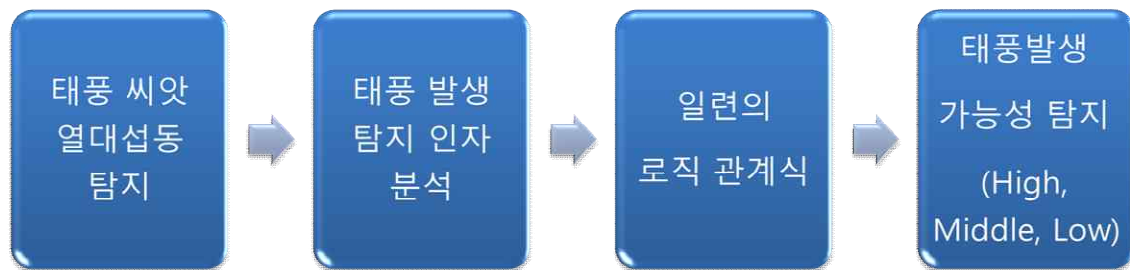 태풍 씨앗
열대섭동
탐지
태풍 발생
탐지 인자
분석
일련의
로직 관계식
태풍발생
가능성 탐지
(High,
Middle, Low)